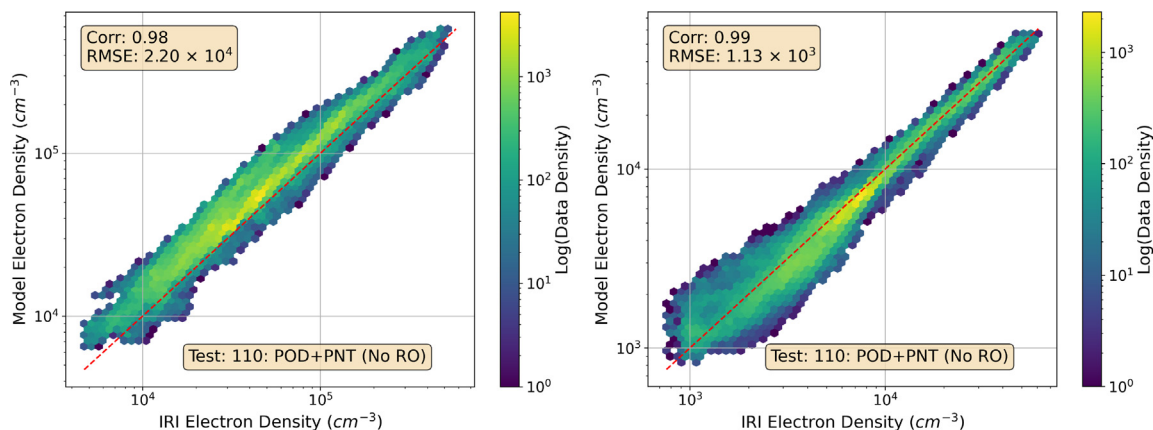 Corr: 0.98
RMSE: 2.20 × 10⁴
Model Electron Density (cm⁻³)
10⁵
10⁴
Test: 110: POD+PNT (No RO)
10⁴
10⁵
IRI Electron Density (cm⁻³)
10³
10²
10¹
10⁰
Log(Data Density)
Corr: 0.99
RMSE: 1.13 × 10³
Model Electron Density (cm⁻³)
10⁴
10³
Test: 110: POD+PNT (No RO)
10³
10⁴
IRI Electron Density (cm⁻³)
10³
10²
10¹
10⁰
Log(Data Density)